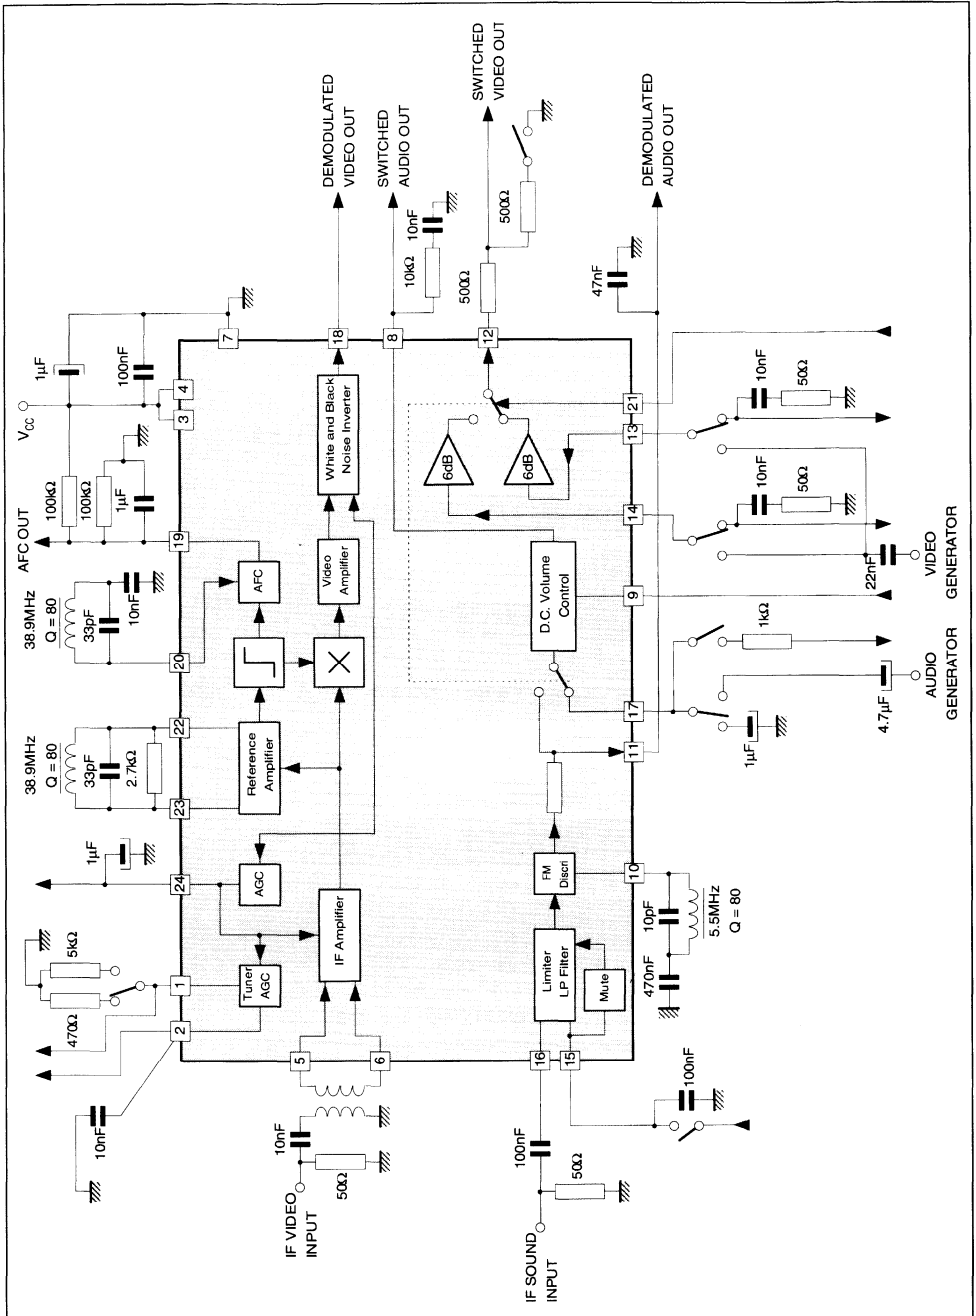 AFC OUT
V_CC
1µF
100nF
100kΩ
100kΩ
1µF
38.9MHz
Q = 80
33pF
10nF
38.9MHz
Q = 80
33pF
2.7kΩ
1µF
5kΩ
470Ω
10nF
2
1
24
23
22
20
19
3
4
7
Tuner
AGC
AGC
Reference
Amplifier
AFC
IF Amplifier
Video
Amplifier
White and Black
Noise Inverter
18
DEMODULATED
VIDEO OUT
8
SWITCHED
AUDIO OUT
10kΩ
10nF
12
SWITCHED
VIDEO OUT
500Ω
500Ω
47nF
DEMODULATED
AUDIO OUT
IF VIDEO
INPUT
10nF
50Ω
5
6
6dB
6dB
D.C. Volume
Control
Limiter
LP Filter
Mute
FM
Discri
16
15
10
11
17
9
14
13
21
IF SOUND
INPUT
100nF
50Ω
100nF
470nF
10pF
5.5MHz
Q = 80
1µF
4.7µF
1kΩ
AUDIO
GENERATOR
22nF
VIDEO
GENERATOR
10nF
50Ω
10nF
50Ω